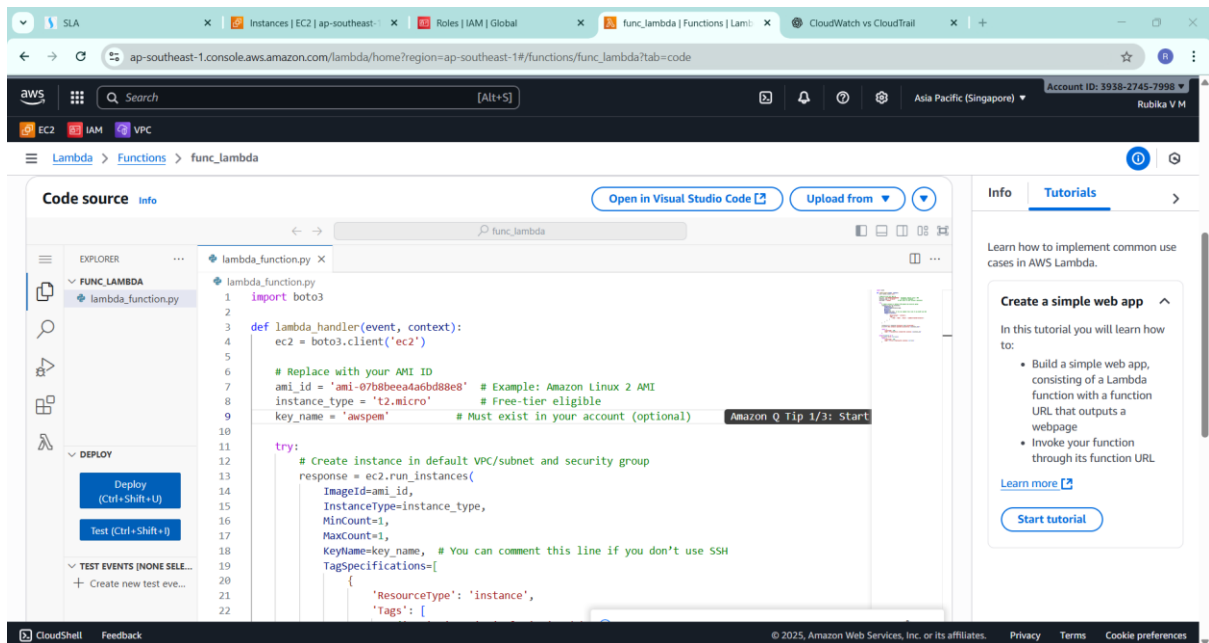 SLA
Instances | EC2 | ap-southeast-1
Roles | IAM | Global
func_lambda | Functions | Lamb
CloudWatch vs CloudTrail
ap-southeast-1.console.aws.amazon.com/lambda/home?region=ap-southeast-1#/functions/func_lambda?tab=code
R
aws
Search
[Alt+S]
Asia Pacific (Singapore) ▼
Account ID: 3938-2745-7998 ▼
Rubika V M
EC2
IAM
VPC
Lambda > Functions > func_lambda
Code source Info
Open in Visual Studio Code
Upload from ▼
func_lambda
EXPLORER ...
FUNC_LAMBDA
lambda_function.py
DEPLOY
Deploy
(Ctrl+Shift+U)
Test (Ctrl+Shift+I)
TEST EVENTS [NONE SELE...
+ Create new test eve...
lambda_function.py ×
lambda_function.py
1 import boto3
2
3 def lambda_handler(event, context):
4 ec2 = boto3.client('ec2')
5
6 # Replace with your AMI ID
7 ami_id = 'ami-07b8beea4a6bd88e8' # Example: Amazon Linux 2 AMI
8 instance_type = 't2.micro' # Free-tier eligible
9 key_name = 'awspem' # Must exist in your account (optional) Amazon Q Tip 1/3: Start
10
11 try:
12 # Create instance in default VPC/subnet and security group
13 response = ec2.run_instances(
14 ImageId=ami_id,
15 InstanceType=instance_type,
16 MinCount=1,
17 MaxCount=1,
18 KeyName=key_name, # You can comment this line if you don't use SSH
19 TagSpecifications=[
20 {
21 'ResourceType': 'instance',
22 'Tags': [
Info
Tutorials
Learn how to implement common use
cases in AWS Lambda.
Create a simple web app
In this tutorial you will learn how
to:
• Build a simple web app,
consisting of a Lambda
function with a function
URL that outputs a
webpage
• Invoke your function
through its function URL
Learn more
Start tutorial
CloudShell
Feedback
© 2025, Amazon Web Services, Inc. or its affiliates.
Privacy
Terms
Cookie preferences